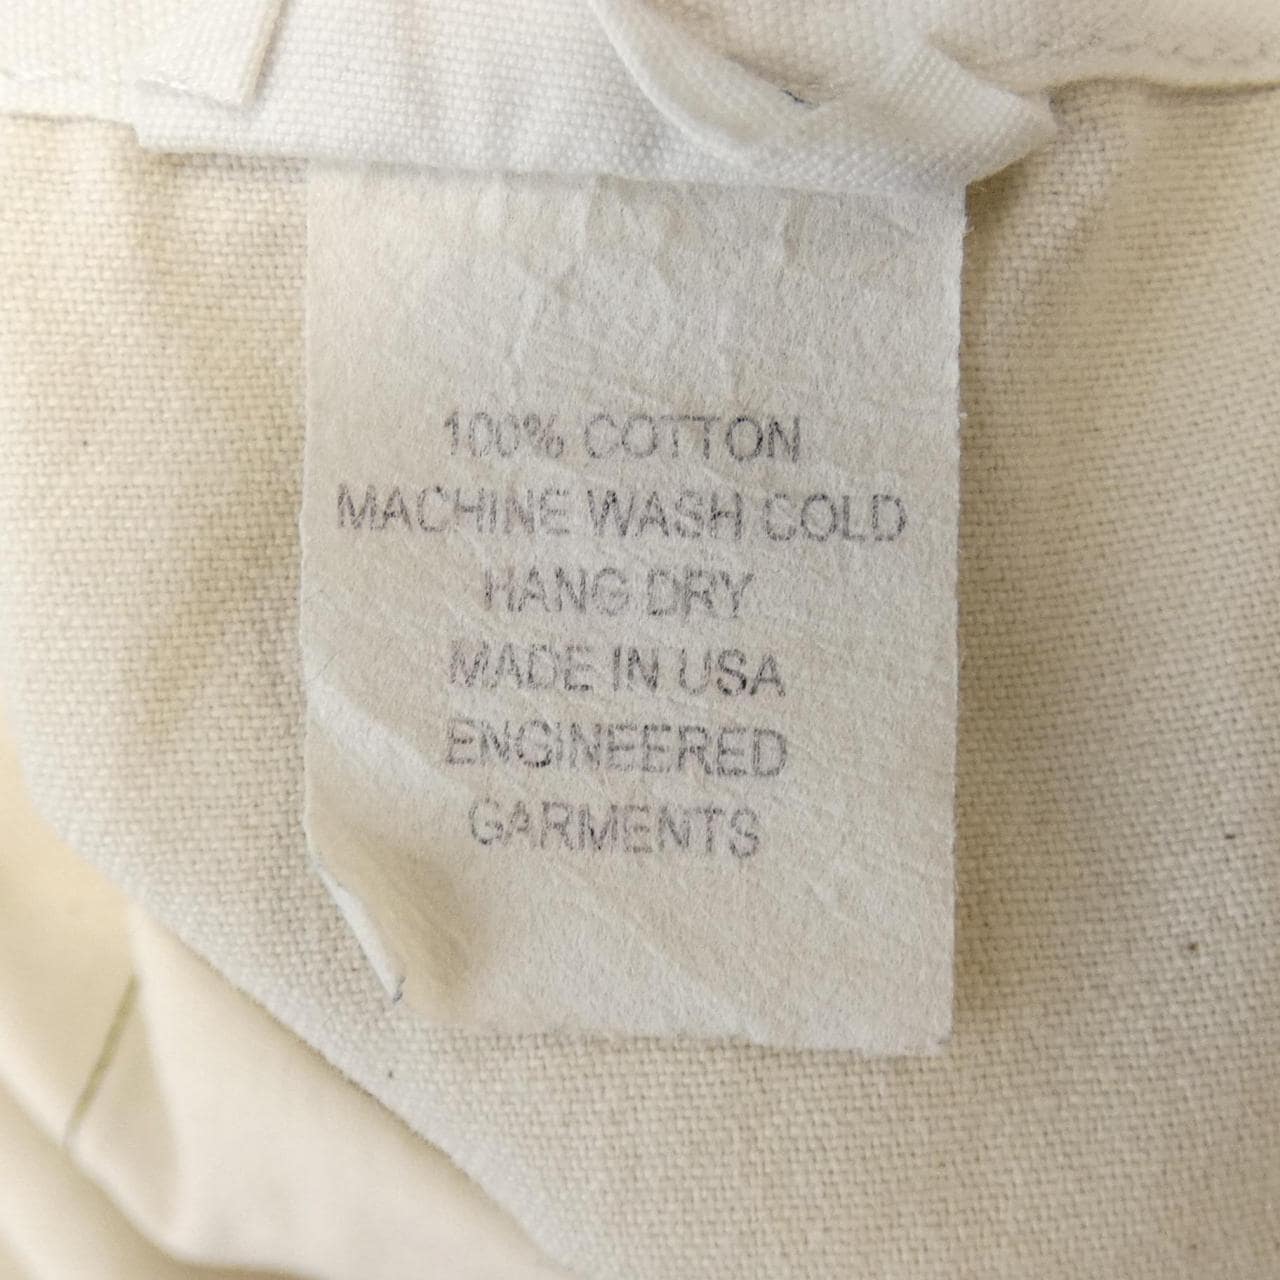 100% COTTON
MACHINE WASH COLD
HANG DRY
MADE IN USA
ENGINEERED
GARMENTS